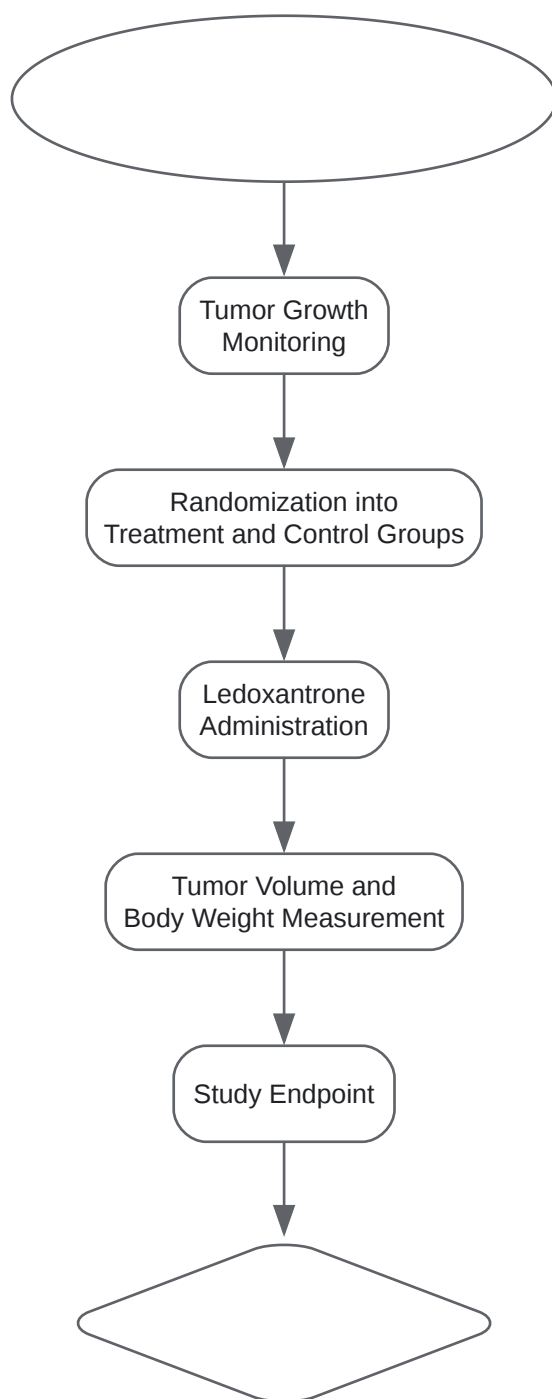 Tumor Growth
Monitoring
Randomization into
Treatment and Control Groups
Ledoxantrone
Administration
Tumor Volume and
Body Weight Measurement
Study Endpoint